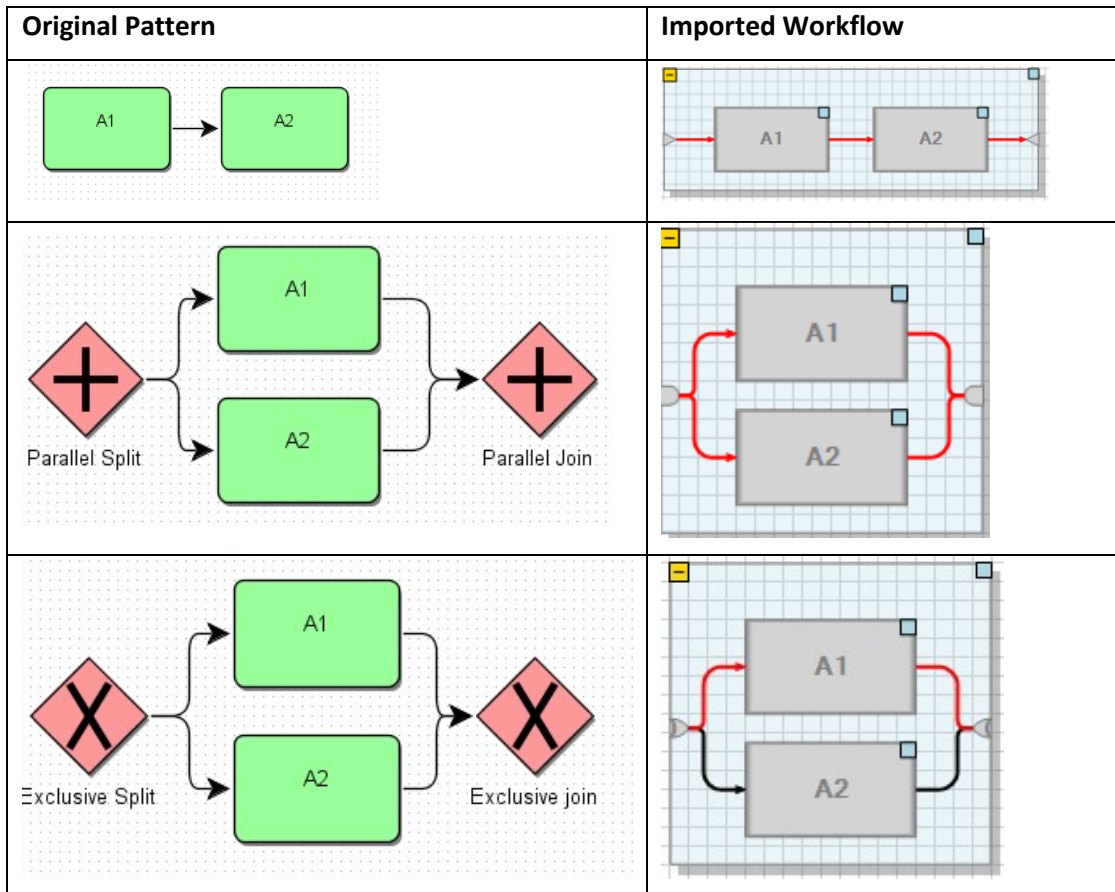 Original Pattern
Imported Workflow
A1
A2
A1
A2
A1
A2
Parallel Split
Parallel Join
A1
A2
A1
A2
Exclusive Split
Exclusive join
A1
A2